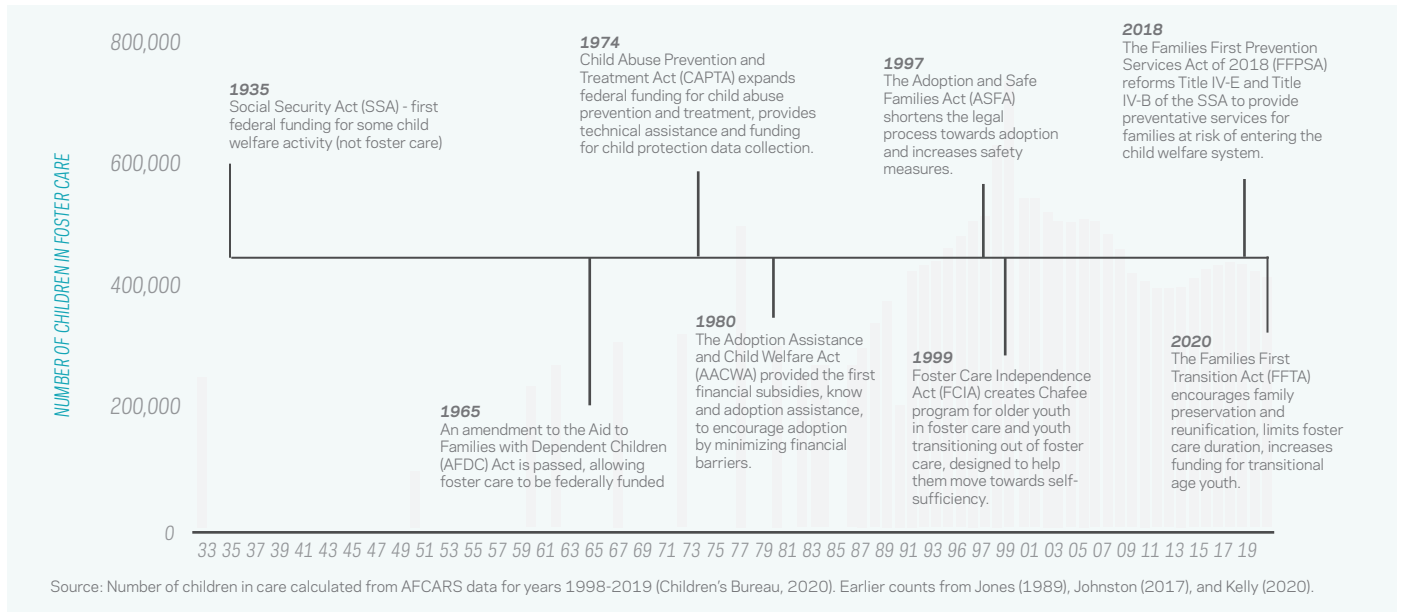 800,000
600,000
400,000
200,000
0
NUMBER OF CHILDREN IN FOSTER CARE
1935
Social Security Act (SSA) - first
federal funding for some child
welfare activity (not foster care)
1974
Child Abuse Prevention and
Treatment Act (CAPTA) expands
federal funding for child abuse
prevention and treatment, provides
technical assistance and funding
for child protection data collection.
1997
The Adoption and Safe
Families Act (ASFA)
shortens the legal
process towards adoption
and increases safety
measures.
2018
The Families First Prevention
Services Act of 2018 (FFPSA)
reforms Title IV-E and Title
IV-B of the SSA to provide
preventative services for
families at risk of entering the
child welfare system.
1965
An amendment to the Aid to
Families with Dependent Children
(AFDC) Act is passed, allowing
foster care to be federally funded
1980
The Adoption Assistance
and Child Welfare Act
(AACWA) provided the first
financial subsidies, know
and adoption assistance,
to encourage adoption
by minimizing financial
barriers.
1999
Foster Care Independence
Act (FCIA) creates Chafee
program for older youth
in foster care and youth
transitioning out of foster
care, designed to help
them move towards self-
sufficiency.
2020
The Families First
Transition Act (FFTA)
encourages family
preservation and
reunification, limits foster
care duration, increases
funding for transitional
age youth.
33 35 37 39 41 43 45 47 49 51 53 55 57 59 61 63 65 67 69 71 73 75 77 79 81 83 85 87 89 91 93 95 97 99 01 03 05 07 09 11 13 15 17 19
Source: Number of children in care calculated from AFCARS data for years 1998-2019 (Children's Bureau, 2020). Earlier counts from Jones (1989), Johnston (2017), and Kelly (2020).